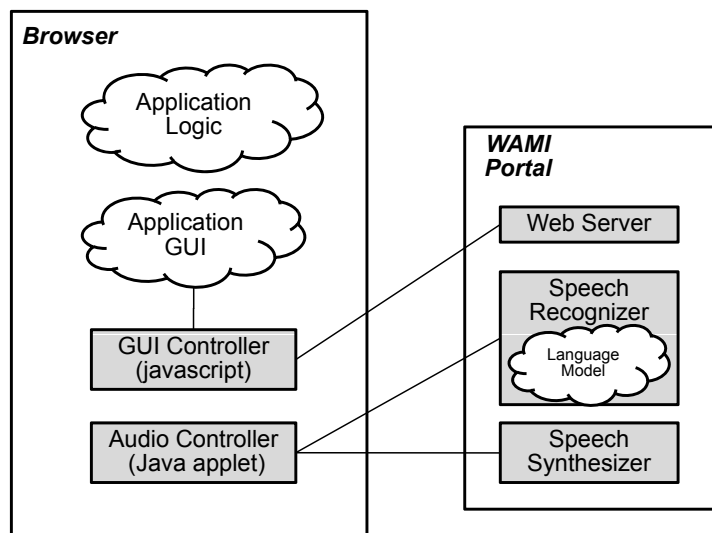 Browser
Application
Logic
Application
GUI
GUI Controller
(javascript)
Audio Controller
(Java applet)
WAMI
Portal
Web Server
Speech
Recognizer
Language
Model
Speech
Synthesizer